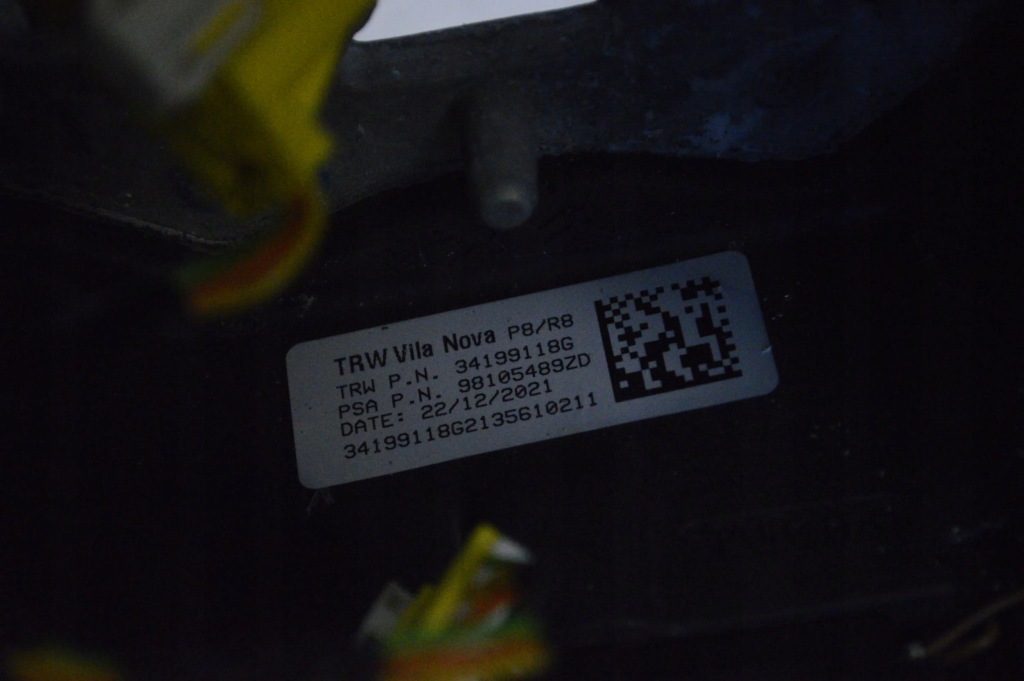 TRW Vila Nova P8/R8
TRW P.N. 34199118G
PSA P.N. 98105489ZD
DATE: 22/12/2021
34199118G2135610211